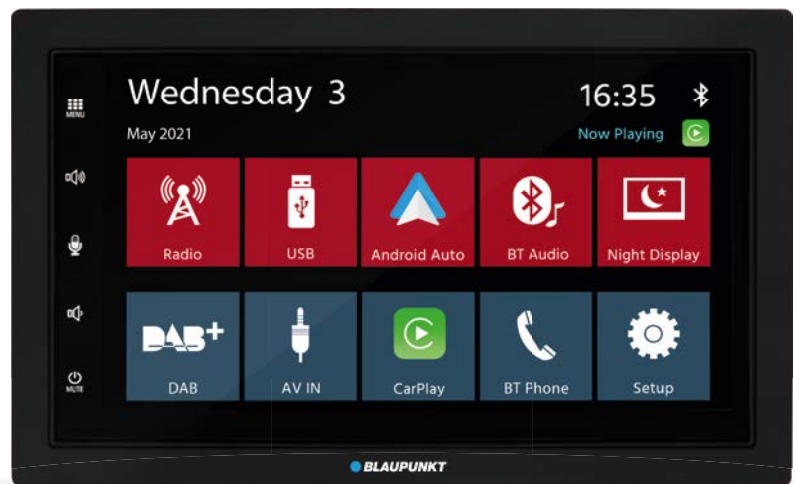 Wednesday 3
16:35
May 2021
Now Playing
MENU
Radio
USB
Android Auto
BT Audio
Night Display
DAB+
DAB
AV IN
CarPlay
BT Phone
Setup
MUTE
BLAUPUNKT